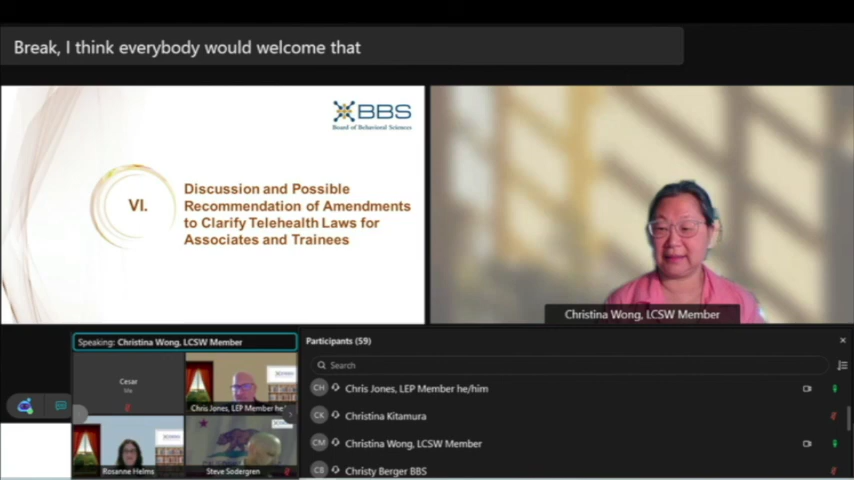 Break, I think everybody would welcome that
BBS
Board of Behavioral Sciences
VI.
Discussion and Possible
Recommendation of Amendments
to Clarify Telehealth Laws for
Associates and Trainees
Christina Wong, LCSW Member
Speaking: Christina Wong, LCSW Member
Cesar
Me
Chris Jones, LEP Member he
Rosanne Helms
Steve Sodergren
Participants (59)
Search
CH Chris Jones, LEP Member he/him
CK Christina Kitamura
CM Christina Wong, LCSW Member
CB Christy Berger BBS